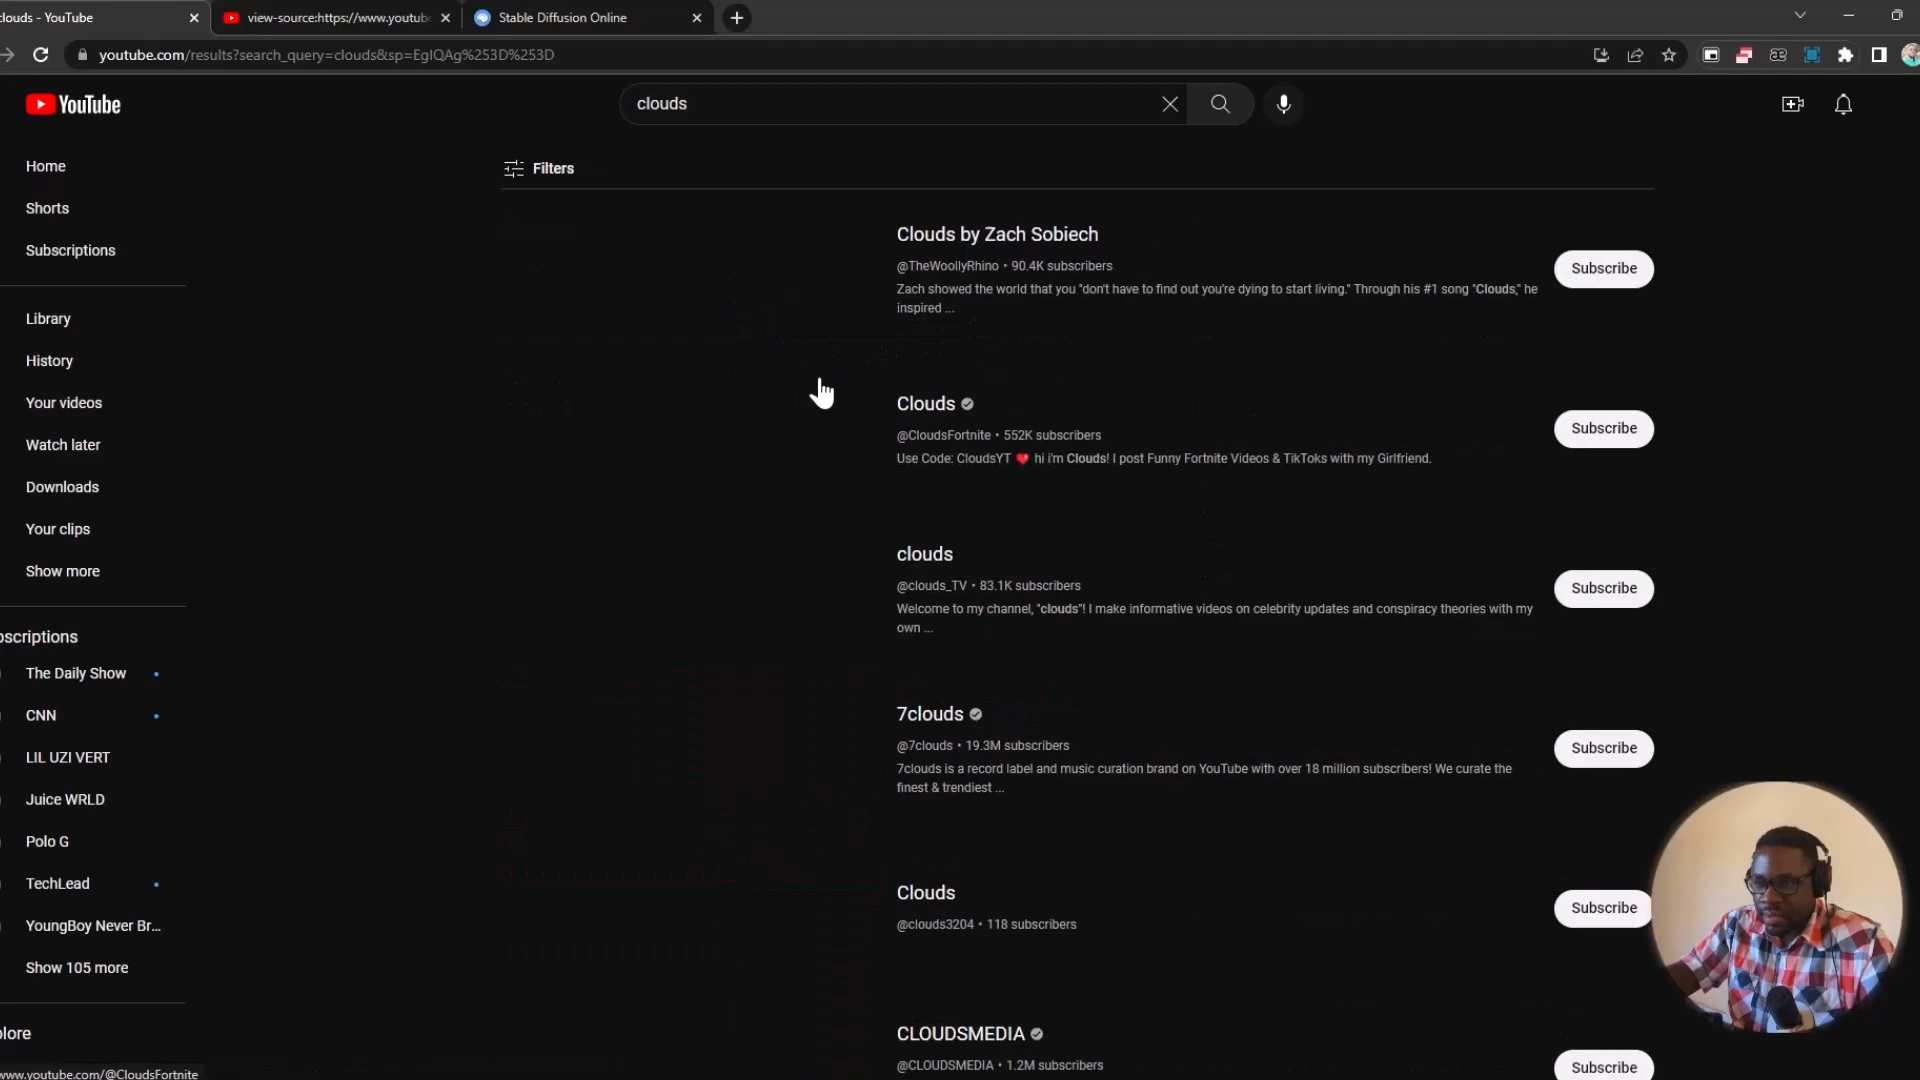 clouds - YouTube
view-source:https://www.youtub
Stable Diffusion Online
youtube.com/results?search_query=clouds&sp=EgIQAg%253D%253D
YouTube
clouds
Home
Shorts
Subscriptions
Library
History
Your videos
Watch later
Downloads
Your clips
Show more
oscriptions
The Daily Show
CNN
LIL UZI VERT
Juice WRLD
Polo G
TechLead
YoungBoy Never Br...
Show 105 more
plore
www.youtube.com/@CloudsFortnite
Filters
Clouds by Zach Sobiech
@TheWoollyRhino • 90.4K subscribers
Zach showed the world that you "don't have to find out you're dying to start living." Through his #1 song "Clouds," he
inspired ...
Subscribe
Clouds
@CloudsFortnite • 552K subscribers
Use Code: CloudsYT ❤️ hi i'm Clouds! I post Funny Fortnite Videos & TikToks with my Girlfriend.
Subscribe
clouds
@clouds_TV • 83.1K subscribers
Welcome to my channel, "clouds"! I make informative videos on celebrity updates and conspiracy theories with my
own ...
Subscribe
7clouds
@7clouds • 19.3M subscribers
7clouds is a record label and music curation brand on YouTube with over 18 million subscribers! We curate the
finest & trendiest ...
Subscribe
Clouds
@clouds3204 • 118 subscribers
Subscribe
CLOUDSMEDIA
@CLOUDSMEDIA • 1.2M subscribers
Subscribe